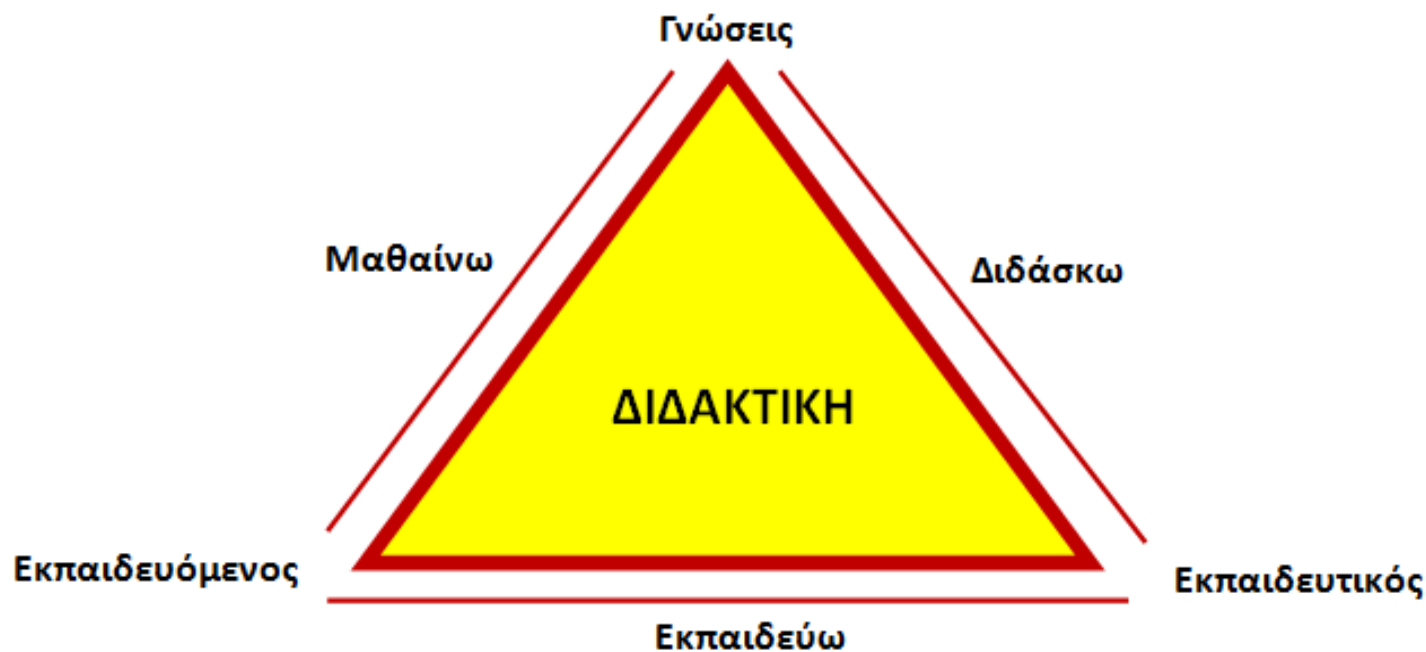 Γνώσεις
Μαθαίνω
Διδάσκω
ΔΙΔΑΚΤΙΚΗ
Εκπαιδευόμενος
Εκπαιδευτικός
Εκπαιδεύω